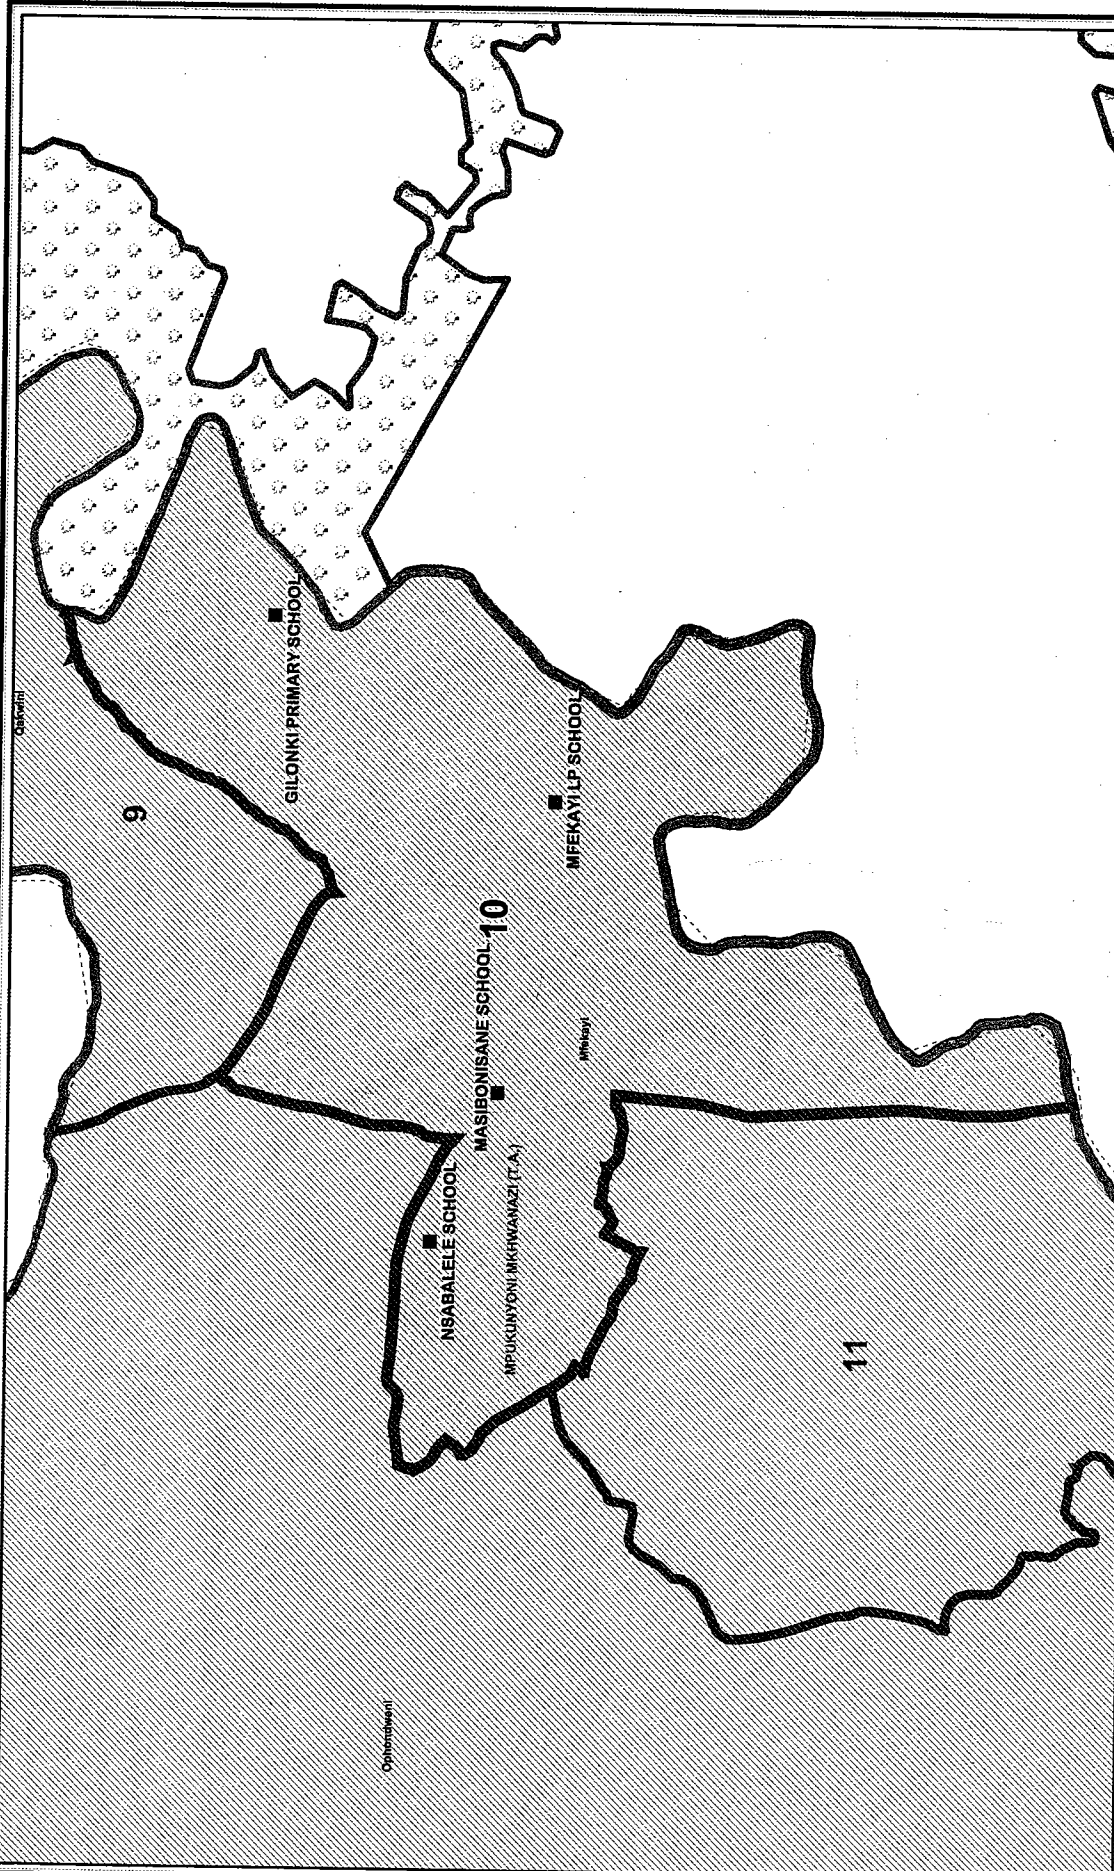 Qakwini
9
GILONKI PRIMARY SCHOOL
MFEKAYI LP SCHOOL
10
MASIBONISANE SCHOOL
Mfekayi
NSABALELE SCHOOL
MPUKUNYONI MKHWANAZI (T.A.)
11
Ophondweni